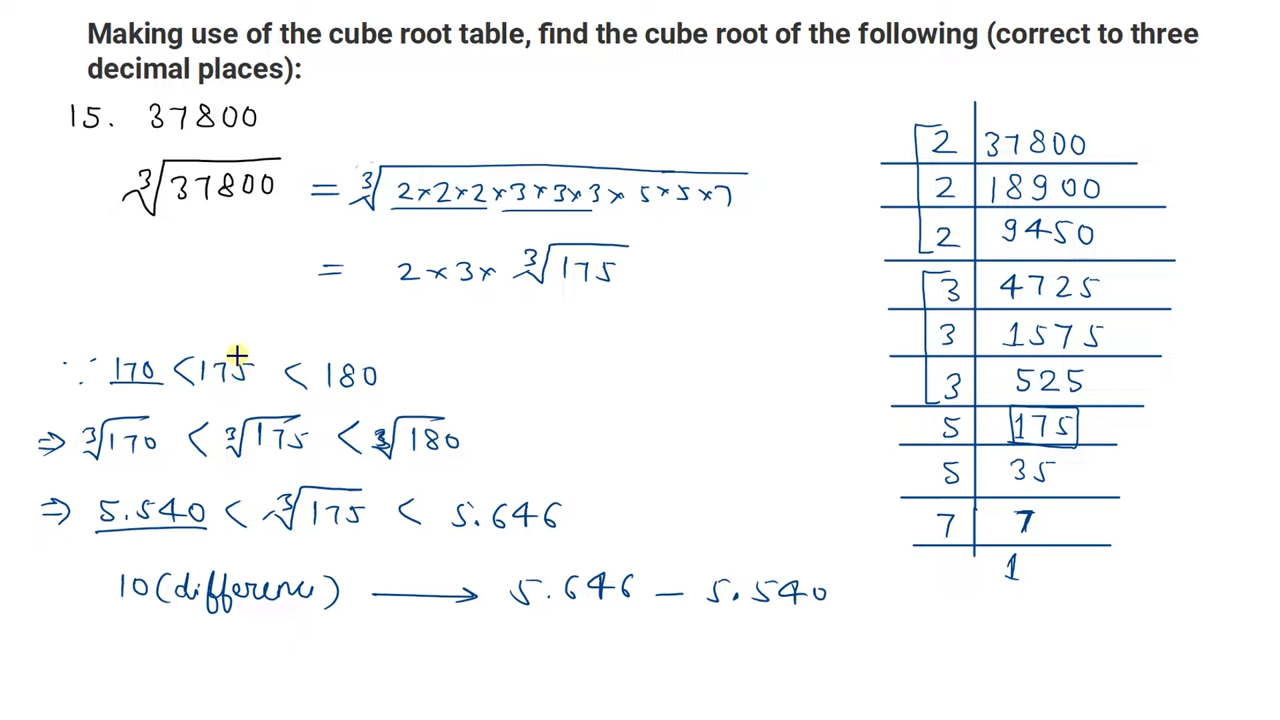 Making use of the cube root table, find the cube root of the following (correct to three
decimal places):
15. 37800
∛37800 = ∛2×2×2×3×3×3×5×5×7
= 2×3×∛175
∵ 170 < 175 < 180
⇒ ∛170 < ∛175 < ∛180
⇒ 5.540 < ∛175 < 5.646
10 (difference) ⟶ 5.646 − 5.540
2 | 37800
2 | 18900
2 | 9450
3 | 4725
3 | 1575
3 | 525
5 | 175
5 | 35
7 | 7
1